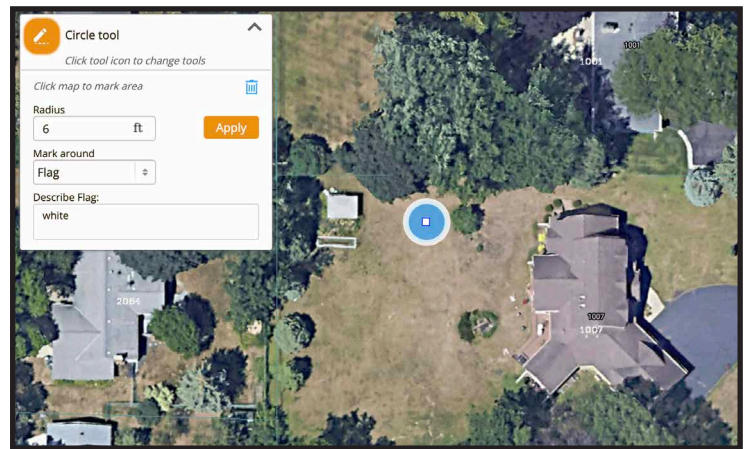 Circle tool
Click tool icon to change tools
Click map to mark area
Radius
6 ft
Apply
Mark around
Flag
Describe Flag:
white
1001
1001
2084
1007
1007